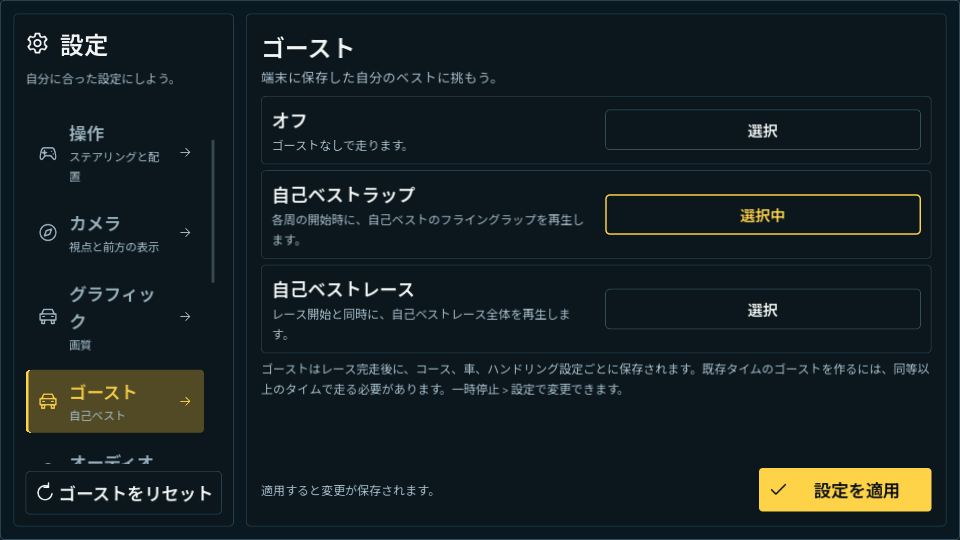 設定
自分に合った設定にしよう。
操作
ステアリングと配
置
カメラ
視点と前方の表示
グラフィッ
ク
画質
ゴースト
自己ベスト
オーディオ
ゴーストをリセット
ゴースト
端末に保存した自分のベストに挑もう。
オフ
ゴーストなしで走ります。
選択
自己ベストラップ
各周の開始時に、自己ベストのフライングラップを再生し
ます。
選択中
自己ベストレース
レース開始と同時に、自己ベストレース全体を再生しま
す。
選択
ゴーストはレース完走後に、コース、車、ハンドリング設定ごとに保存されます。既存タイムのゴーストを作るには、同等以
上のタイムで走る必要があります。一時停止 > 設定で変更できます。
適用すると変更が保存されます。
設定を適用